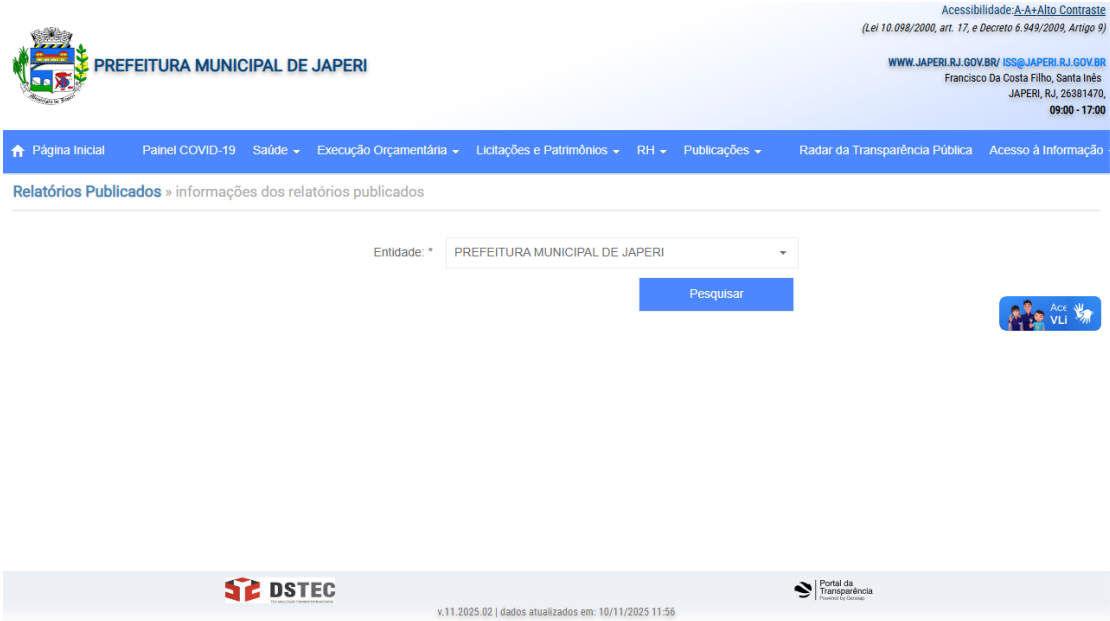 Acessibilidade:A-A+Alto Contraste
(Lei 10.098/2000, art. 17, e Decreto 6.949/2009, Artigo 9)
PREFEITURA MUNICIPAL DE JAPERI
WWW.JAPERI.RJ.GOV.BR/ ISS@JAPERI.RJ.GOV.BR
Francisco Da Costa Filho, Santa Inês
JAPERI, RJ, 26381470,
09:00 - 17:00
Página Inicial Painel COVID-19 Saúde Execução Orçamentária Licitações e Patrimônios RH Publicações Radar da Transparência Pública Acesso à Informação
Relatórios Publicados » informações dos relatórios publicados
Entidade: * PREFEITURA MUNICIPAL DE JAPERI
Pesquisar
Ace
VLi
DSTEC
Portal da
Transparência
v.11.2025.02 | dados atualizados em: 10/11/2025 11:56